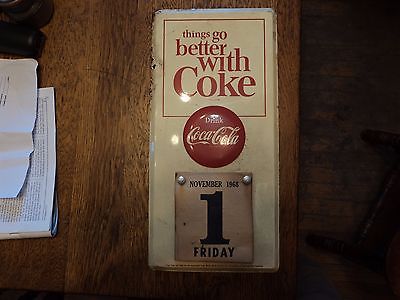 things go
better
with
Coke
Drink
Coca-Cola
NOVEMBER 1968
1
FRIDAY